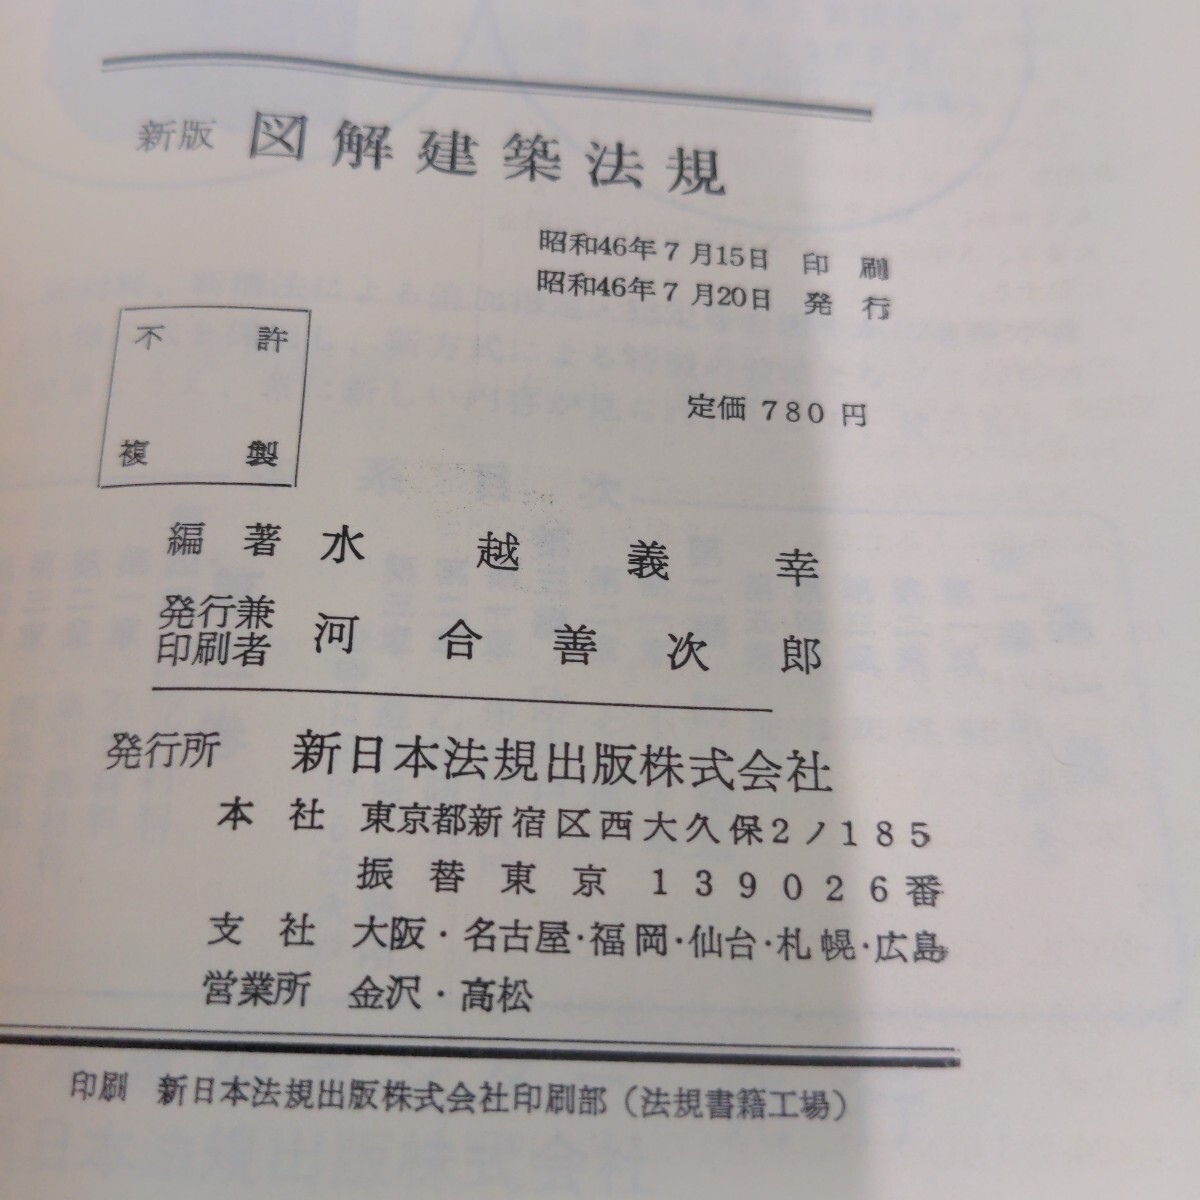 新版 図解建築法規
昭和46年7月15日 印刷
昭和46年7月20日 発行
不許
複製
定価 780 円
編著 水越義幸
発行兼
印刷者 河合善次郎
発行所 新日本法規出版株式会社
本社 東京都新宿区西大久保2ノ185
振替東京 139026番
支社 大阪・名古屋・福岡・仙台・札幌・広島
営業所 金沢・高松
印刷 新日本法規出版株式会社印刷部(法規書籍工場)